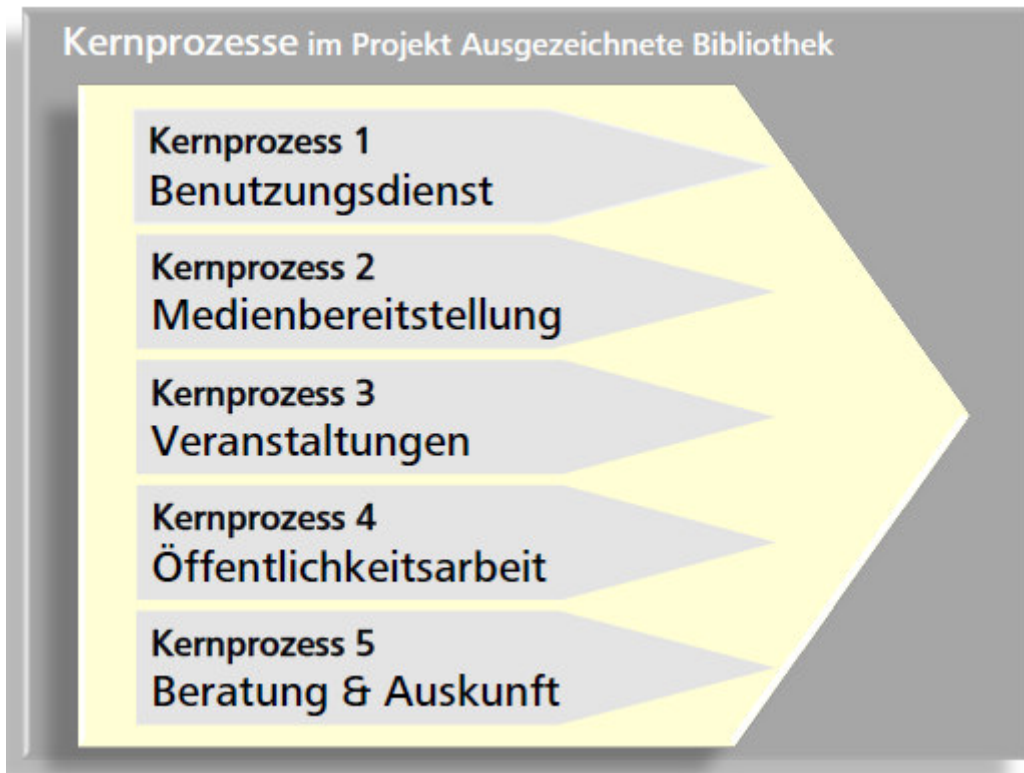 Kernprozesse im Projekt Ausgezeichnete Bibliothek
Kernprozess 1
Benutzungsdienst
Kernprozess 2
Medienbereitstellung
Kernprozess 3
Veranstaltungen
Kernprozess 4
Öffentlichkeitsarbeit
Kernprozess 5
Beratung & Auskunft